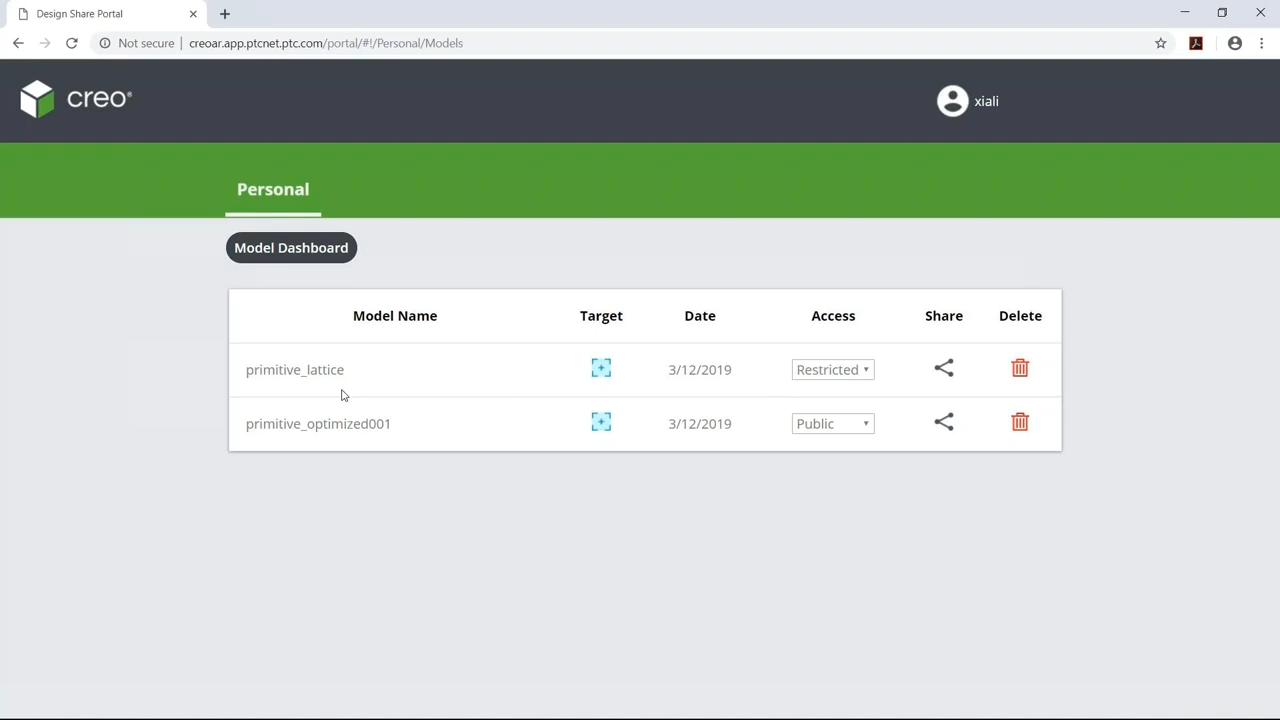 Design Share Portal
Not secure | creoar.app.ptcnet.ptc.com/portal/#!/Personal/Models
creo®
xiali
Personal
Model Dashboard
Model Name Target Date Access Share Delete
primitive_lattice 3/12/2019 Restricted
primitive_optimized001 3/12/2019 Public